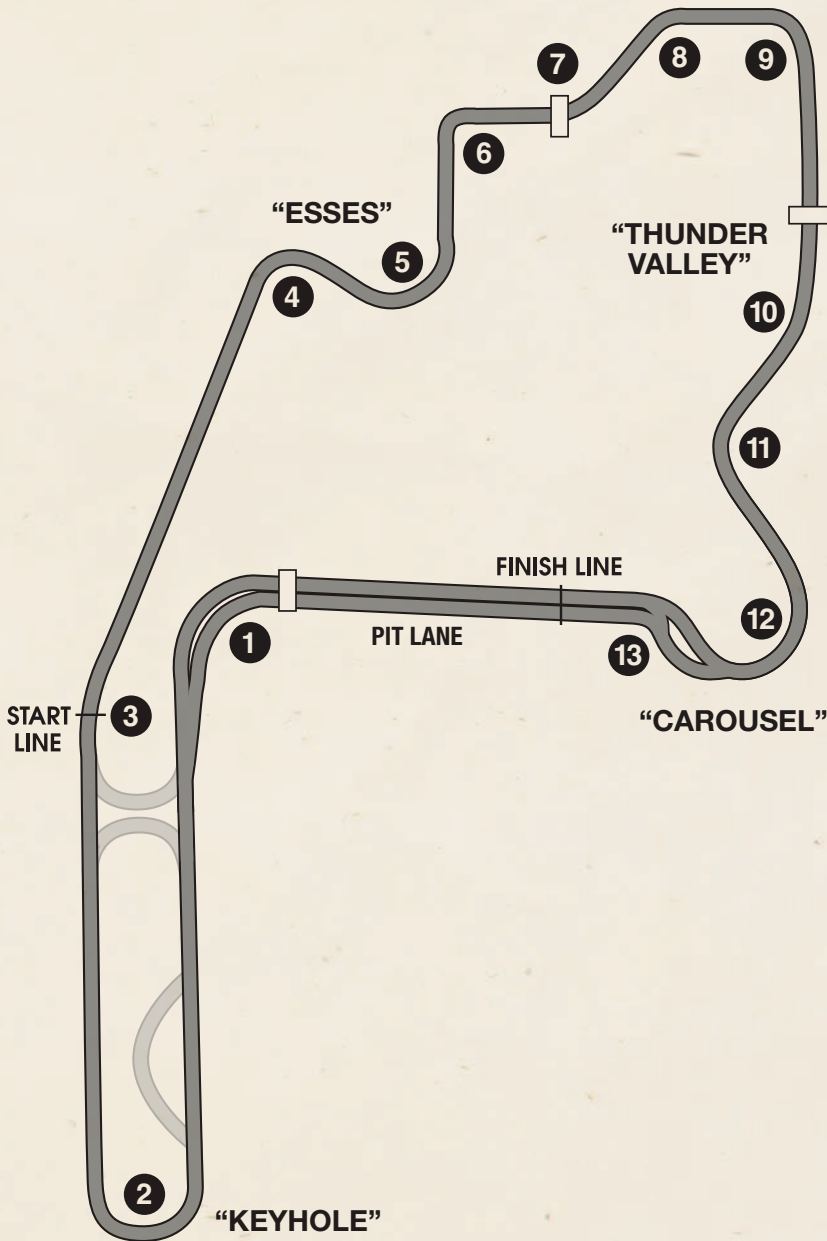 7
8
9
6
“ESSES”
“THUNDER
VALLEY”
5
4
10
11
FINISH LINE
12
1
PIT LANE
13
START
LINE
3
“CAROUSEL”
2
“KEYHOLE”